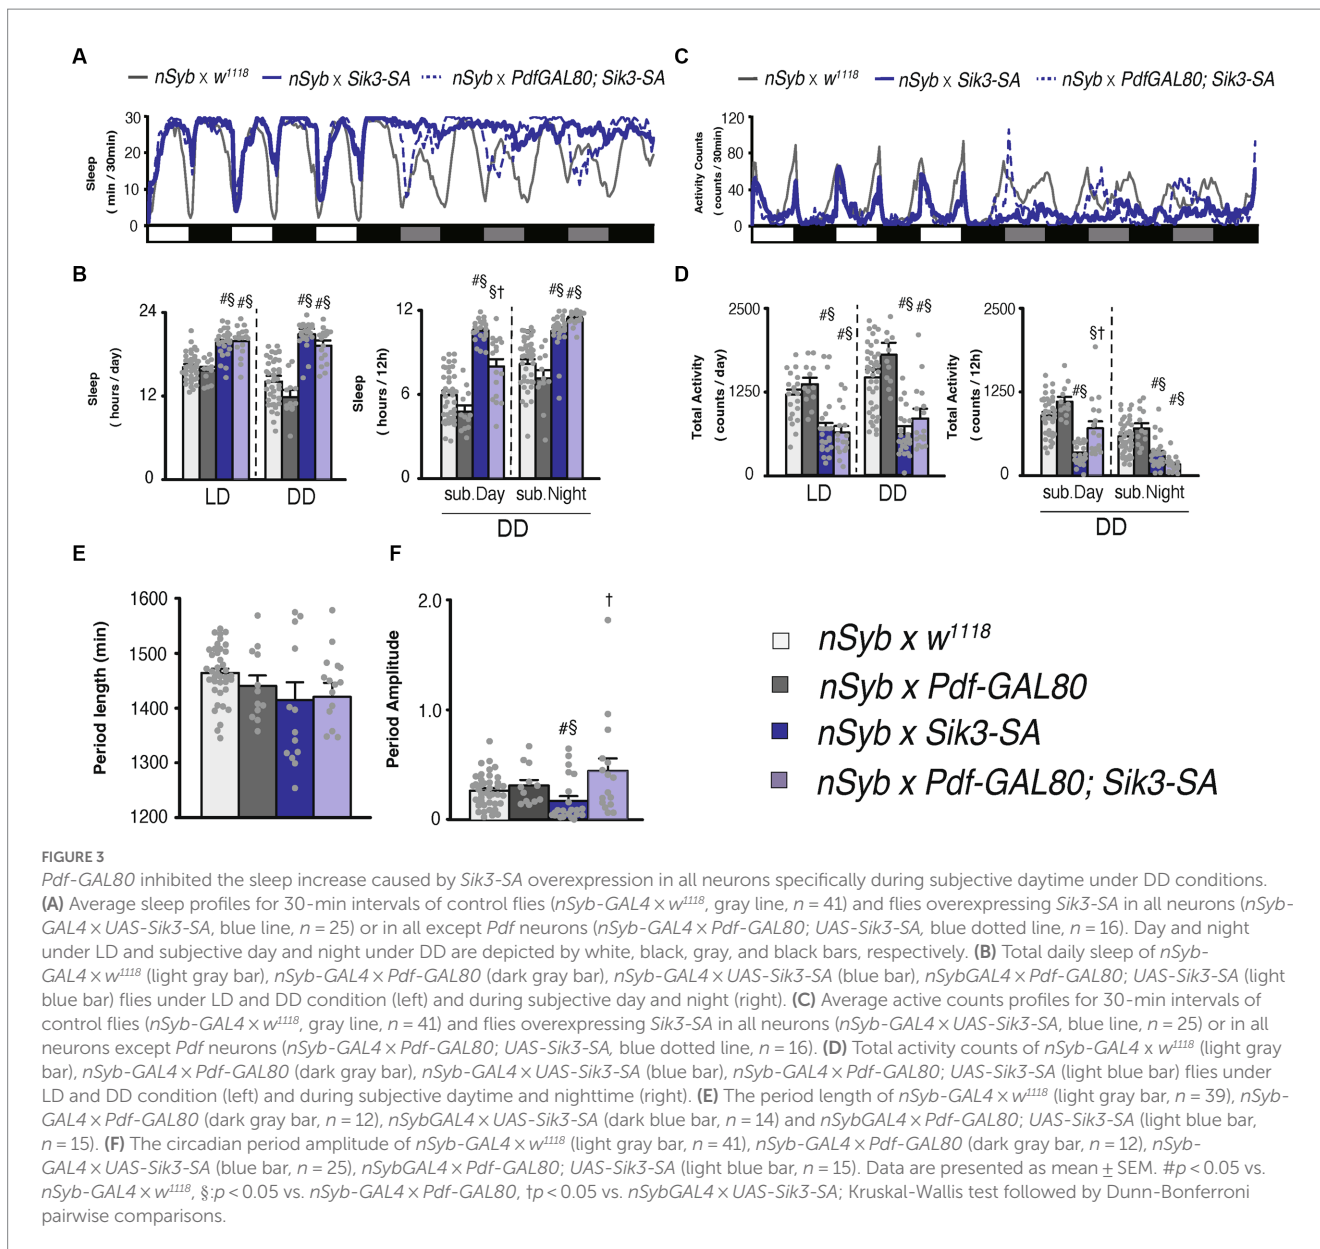 A
C
nSyb x w1118
nSyb x Sik3-SA
nSyb x PdfGAL80; Sik3-SA
nSyb x w1118
nSyb x Sik3-SA
nSyb x PdfGAL80; Sik3-SA
Sleep
( min / 30min)
30
20
10
0
Activity Counts
( counts / 30min)
120
80
40
0
B
D
Sleep
( hours / day)
24
12
0
#§ #§
#§ #§
LD
DD
Sleep
( hours / 12h)
12
6
0
#§
§†
#§ #§
sub.Day
sub.Night
DD
Total Activity
( counts / day)
2500
1250
0
#§
#§
#§ #§
LD
DD
Total Activity
( counts / 12h)
2500
1250
0
#§
§†
#§
#§
sub.Day
sub.Night
DD
E
F
Period length (min)
1600
1500
1400
1300
1200
Period Amplitude
2.0
1.0
0
#§
†
nSyb x w1118
nSyb x Pdf-GAL80
nSyb x Sik3-SA
nSyb x Pdf-GAL80; Sik3-SA
FIGURE 3
Pdf-GAL80 inhibited the sleep increase caused by Sik3-SA overexpression in all neurons specifically during subjective daytime under DD conditions.
(A) Average sleep profiles for 30-min intervals of control flies (nSyb-GAL4 × w1118, gray line, n = 41) and flies overexpressing Sik3-SA in all neurons (nSyb-
GAL4 × UAS-Sik3-SA, blue line, n = 25) or in all except Pdf neurons (nSyb-GAL4 × Pdf-GAL80; UAS-Sik3-SA, blue dotted line, n = 16). Day and night
under LD and subjective day and night under DD are depicted by white, black, gray, and black bars, respectively. (B) Total daily sleep of nSyb-
GAL4 × w1118 (light gray bar), nSyb-GAL4 × Pdf-GAL80 (dark gray bar), nSyb-GAL4 × UAS-Sik3-SA (blue bar), nSybGAL4 × Pdf-GAL80; UAS-Sik3-SA (light
blue bar) flies under LD and DD condition (left) and during subjective day and night (right). (C) Average active counts profiles for 30-min intervals of
control flies (nSyb-GAL4 × w1118, gray line, n = 41) and flies overexpressing Sik3-SA in all neurons (nSyb-GAL4 × UAS-Sik3-SA, blue line, n = 25) or in all
neurons except Pdf neurons (nSyb-GAL4 × Pdf-GAL80; UAS-Sik3-SA, blue dotted line, n = 16). (D) Total activity counts of nSyb-GAL4 x w1118 (light gray
bar), nSyb-GAL4 × Pdf-GAL80 (dark gray bar), nSyb-GAL4 × UAS-Sik3-SA (blue bar), nSyb-GAL4 × Pdf-GAL80; UAS-Sik3-SA (light blue bar) flies under
LD and DD condition (left) and during subjective daytime and nighttime (right). (E) The period length of nSyb-GAL4 × w1118 (light gray bar, n = 39), nSyb-
GAL4 × Pdf-GAL80 (dark gray bar, n = 12), nSybGAL4 × UAS-Sik3-SA (dark blue bar, n = 14) and nSybGAL4 × Pdf-GAL80; UAS-Sik3-SA (light blue bar,
n = 15). (F) The circadian period amplitude of nSyb-GAL4 × w1118 (light gray bar, n = 41), nSyb-GAL4 × Pdf-GAL80 (dark gray bar, n = 12), nSyb-
GAL4 × UAS-Sik3-SA (blue bar, n = 25), nSybGAL4 × Pdf-GAL80; UAS-Sik3-SA (light blue bar, n = 15). Data are presented as mean ± SEM. #p < 0.05 vs.
nSyb-GAL4 × w1118, §:p < 0.05 vs. nSyb-GAL4 × Pdf-GAL80, †p < 0.05 vs. nSybGAL4 × UAS-Sik3-SA; Kruskal-Wallis test followed by Dunn-Bonferroni
pairwise comparisons.